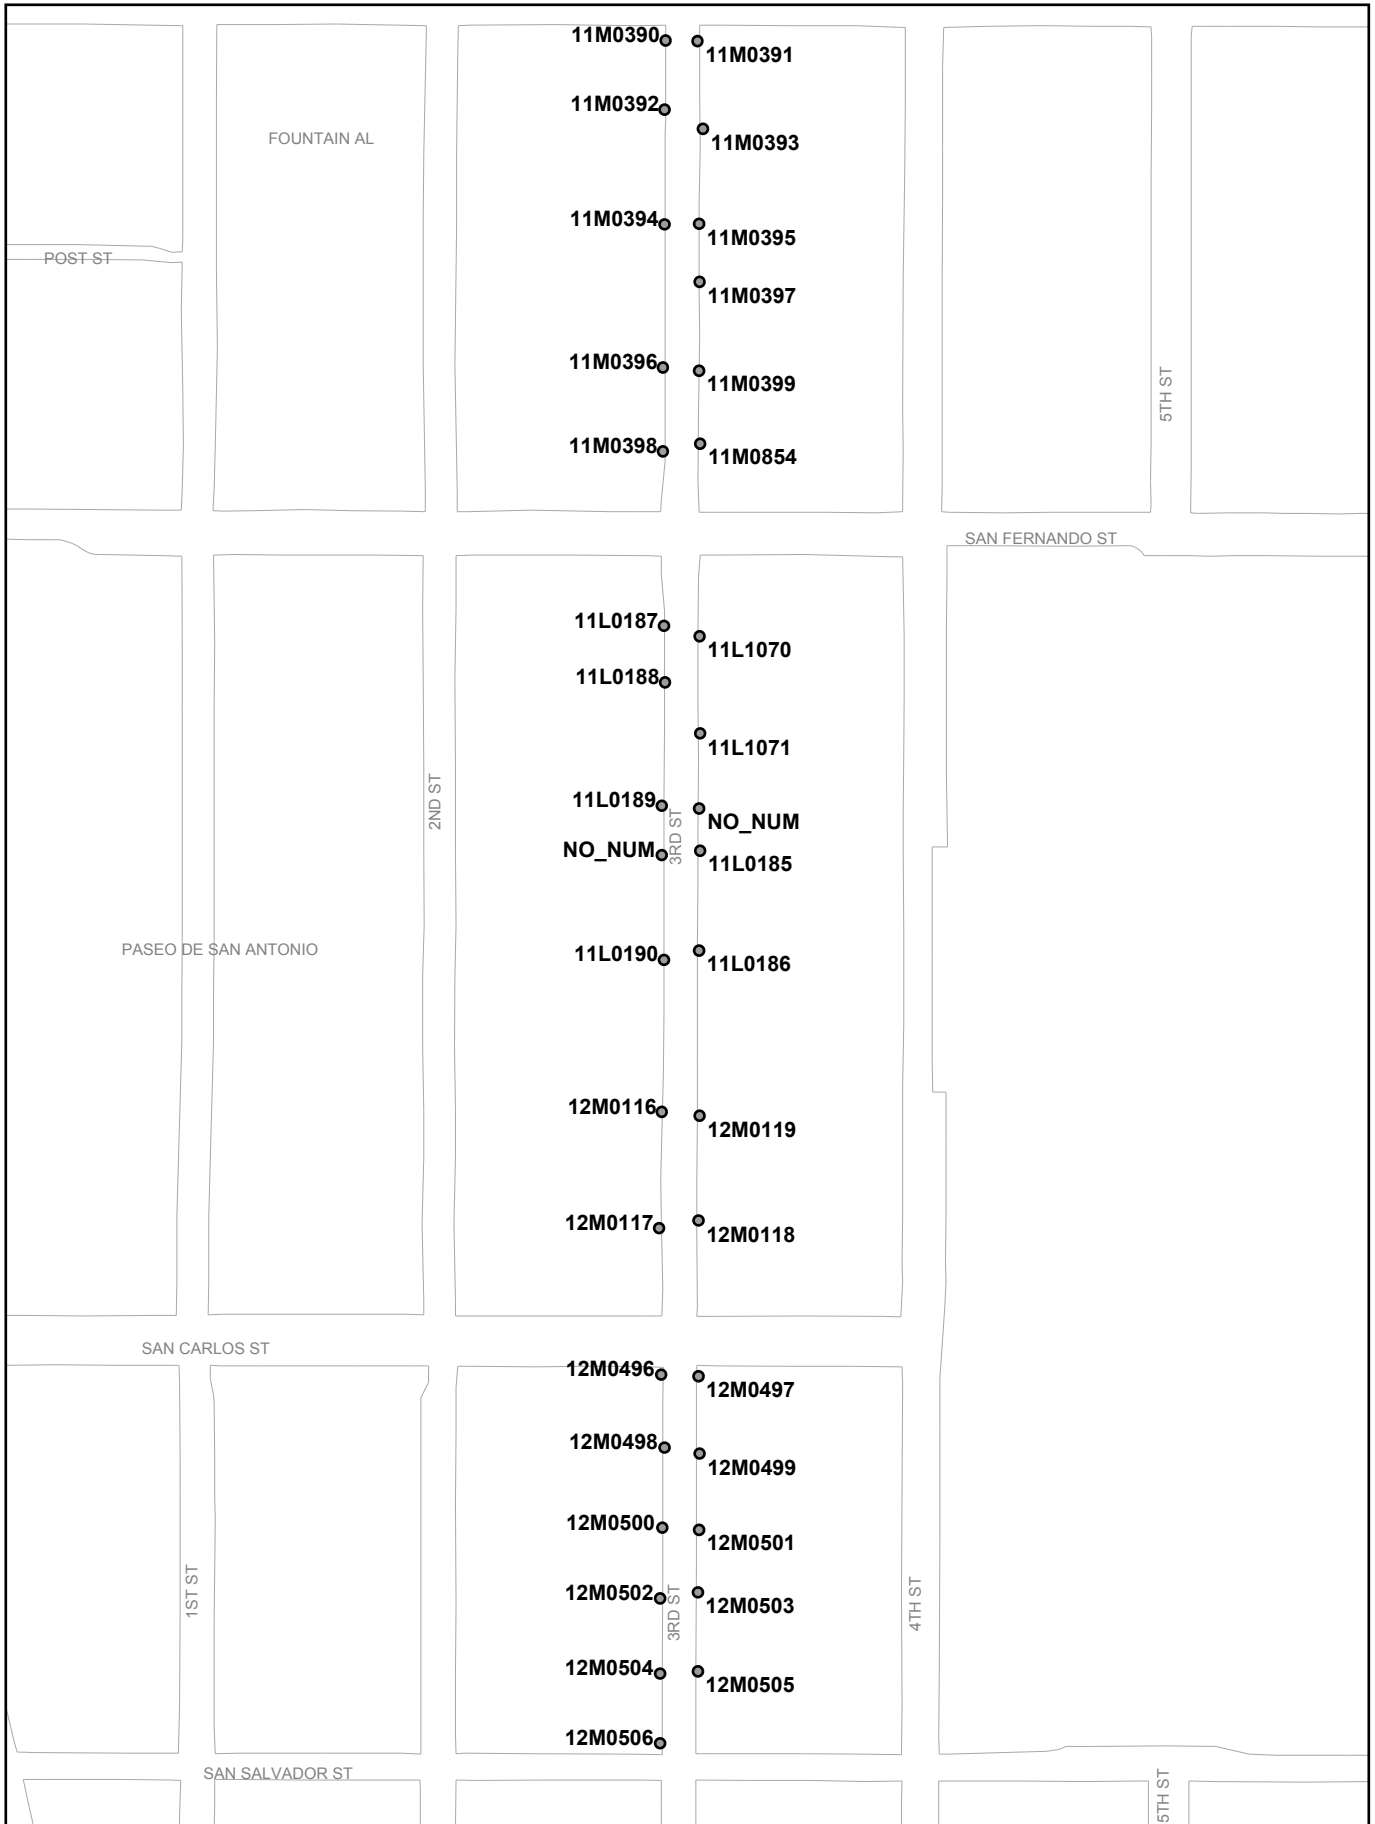 11M0390
11M0391
11M0392
11M0393
FOUNTAIN AL
11M0394
11M0395
POST ST
11M0397
11M0396
11M0399
5TH ST
11M0398
11M0854
SAN FERNANDO ST
11L0187
11L1070
11L0188
11L1071
2ND ST
11L0189
NO_NUM
3RD ST
NO_NUM
11L0185
PASEO DE SAN ANTONIO
11L0190
11L0186
12M0116
12M0119
12M0117
12M0118
SAN CARLOS ST
12M0496
12M0497
12M0498
12M0499
12M0500
12M0501
1ST ST
12M0502
3RD ST
12M0503
4TH ST
12M0504
12M0505
12M0506
SAN SALVADOR ST
5TH ST